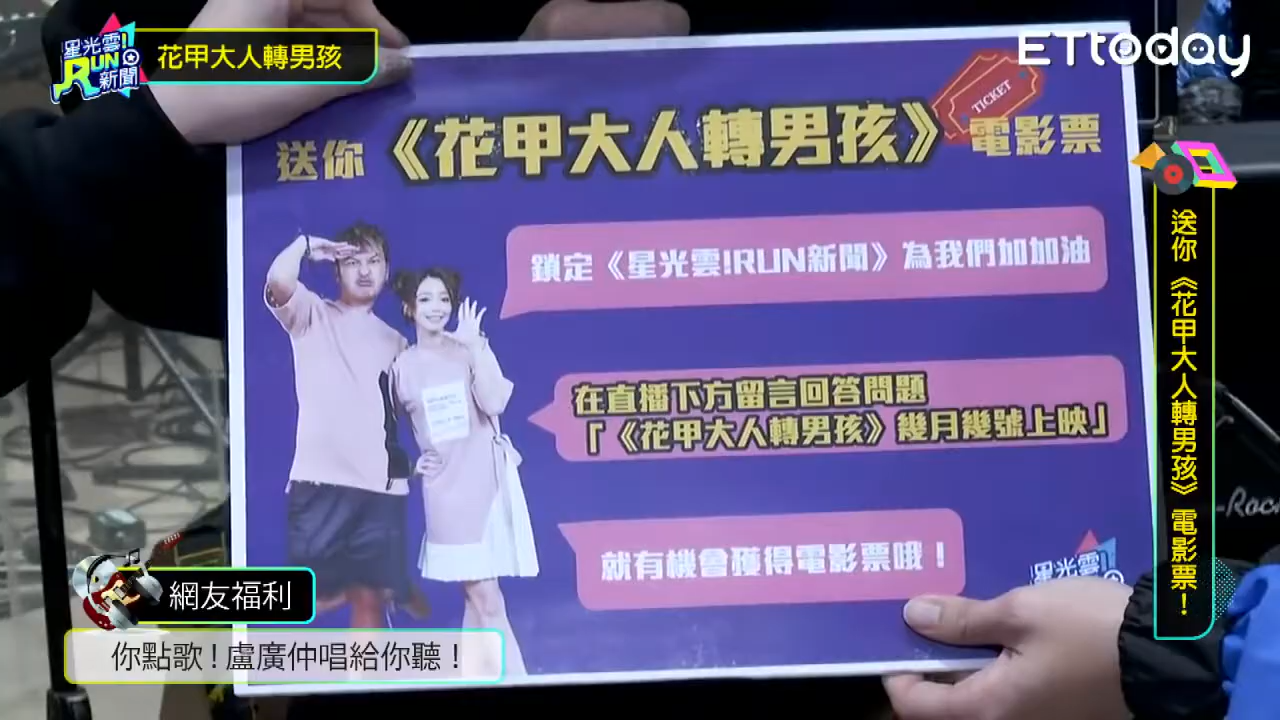 星光雲!
RUN
新聞
花甲大人轉男孩
ETtoday
TICKET
送你《花甲大人轉男孩》電影票
鎖定《星光雲!RUN新聞》為我們加加油
在直播下方留言回答問題
「《花甲大人轉男孩》幾月幾號上映」
就有機會獲得電影票哦!
星光雲!
送你《花甲大人轉男孩》電影票!
-Rock
網友福利
你點歌!盧廣仲唱給你聽!